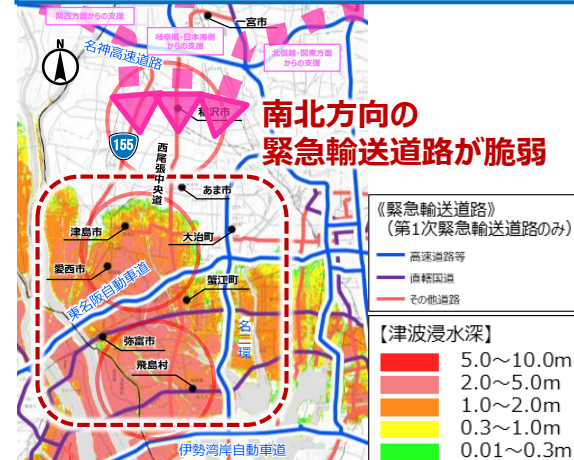 関西方面からの支援
一宮市
岐阜県・日本海側
からの支援
北信越・関東方面
からの支援
N
名神高速道路
稲沢市
155
西尾張中央道
南北方向の
緊急輸送道路が脆弱
あま市
津島市
大治町
愛西市
蟹江町
東名阪自動車道
名二環
弥富市
飛島村
伊勢湾岸自動車道
《緊急輸送道路》
（第1次緊急輸送道路のみ）
高速道路等
直轄国道
その他道路
【津波浸水深】
5.0～10.0m
2.0～5.0m
1.0～2.0m
0.3～1.0m
0.01～0.3m